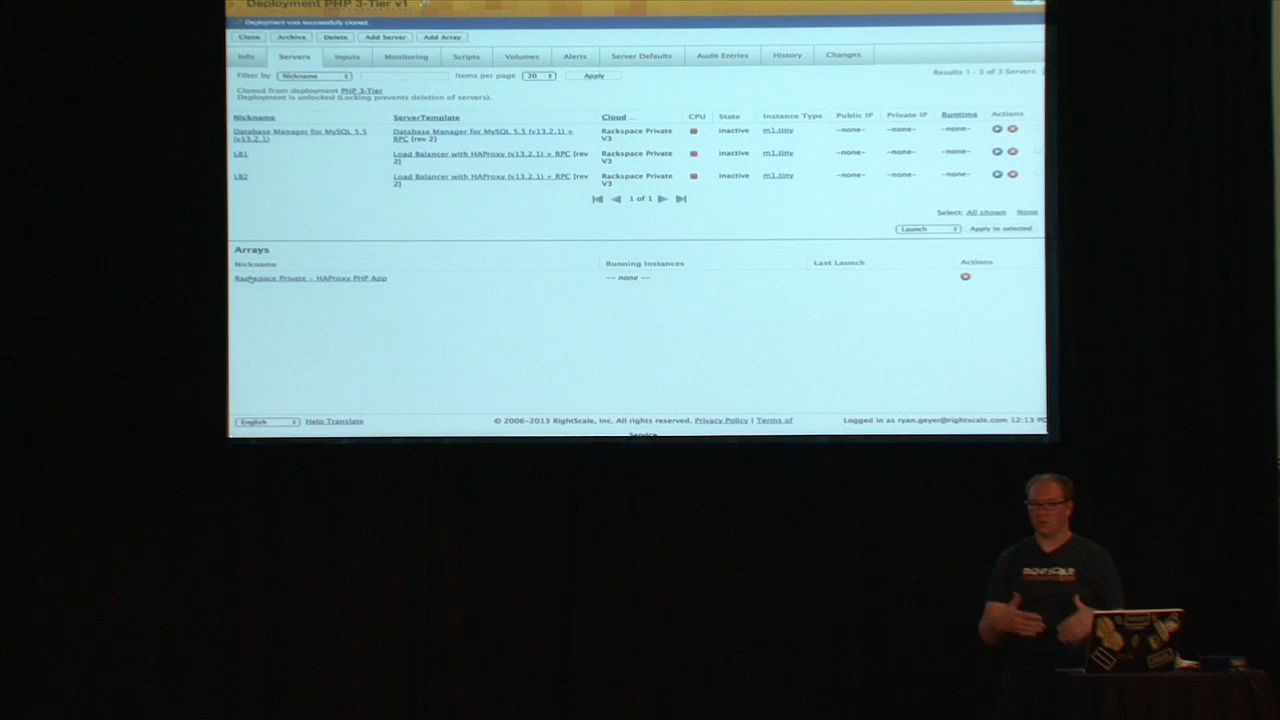 Deployment PHP 3-Tier v1
Deployment was successfully cloned.
Clone Archive Delete Add Server Add Array
Info Servers Inputs Monitoring Scripts Volumes Alerts Server Defaults Audit Entries History Changes
Filter by Nickname Items per page 20 Apply Results 1 - 3 of 3 Servers
Cloned from deployment PHP 3-Tier
Deployment is unlocked (Locking prevents deletion of servers).
Nickname ServerTemplate Cloud CPU State Instance Type Public IP Private IP Runtime Actions
Database Manager for MySQL 5.5 (v13.2.1) Database Manager for MySQL 5.5 (v13.2.1) + RPC [rev 2] Rackspace Private V3 inactive m1.tiny -none- -none- -none-
LB1 Load Balancer with HAProxy (v13.2.1) + RPC [rev 2] Rackspace Private V3 inactive m1.tiny -none- -none- -none-
LB2 Load Balancer with HAProxy (v13.2.1) + RPC [rev 2] Rackspace Private V3 inactive m1.tiny -none- -none- -none-
1 of 1
Select: All shown None
Launch Apply to selected
Arrays
Nickname Running Instances Last Launch Actions
Rackspace Private - HAProxy PHP App -- none --
English Help Translate © 2006-2013 RightScale, Inc. All rights reserved. Privacy Policy | Terms of Service Logged in as ryan.geyer@rightscale.com 12:13
RIGHTSCALE